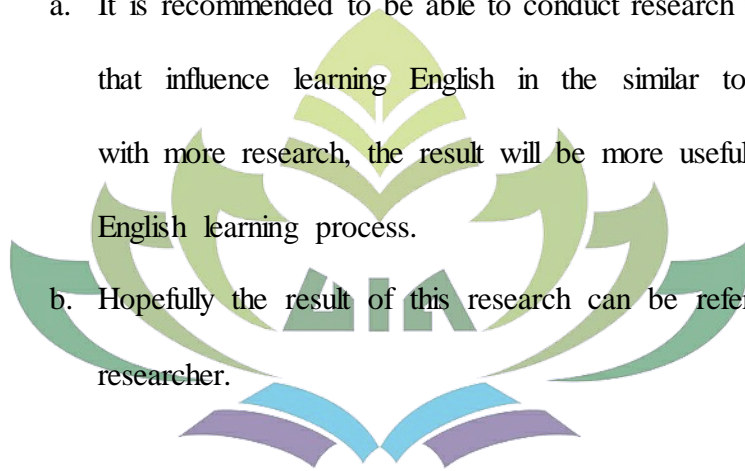 a. It is recommended to be able to conduct research
that influence learning English in the similar to
with more research, the result will be more useful
English learning process.
b. Hopefully the result of this research can be refer
researcher.